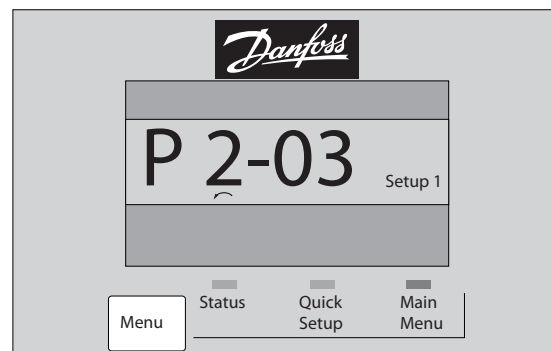 Danfoss
P 2-03
Setup 1
Status
Quick
Setup
Main
Menu
Menu